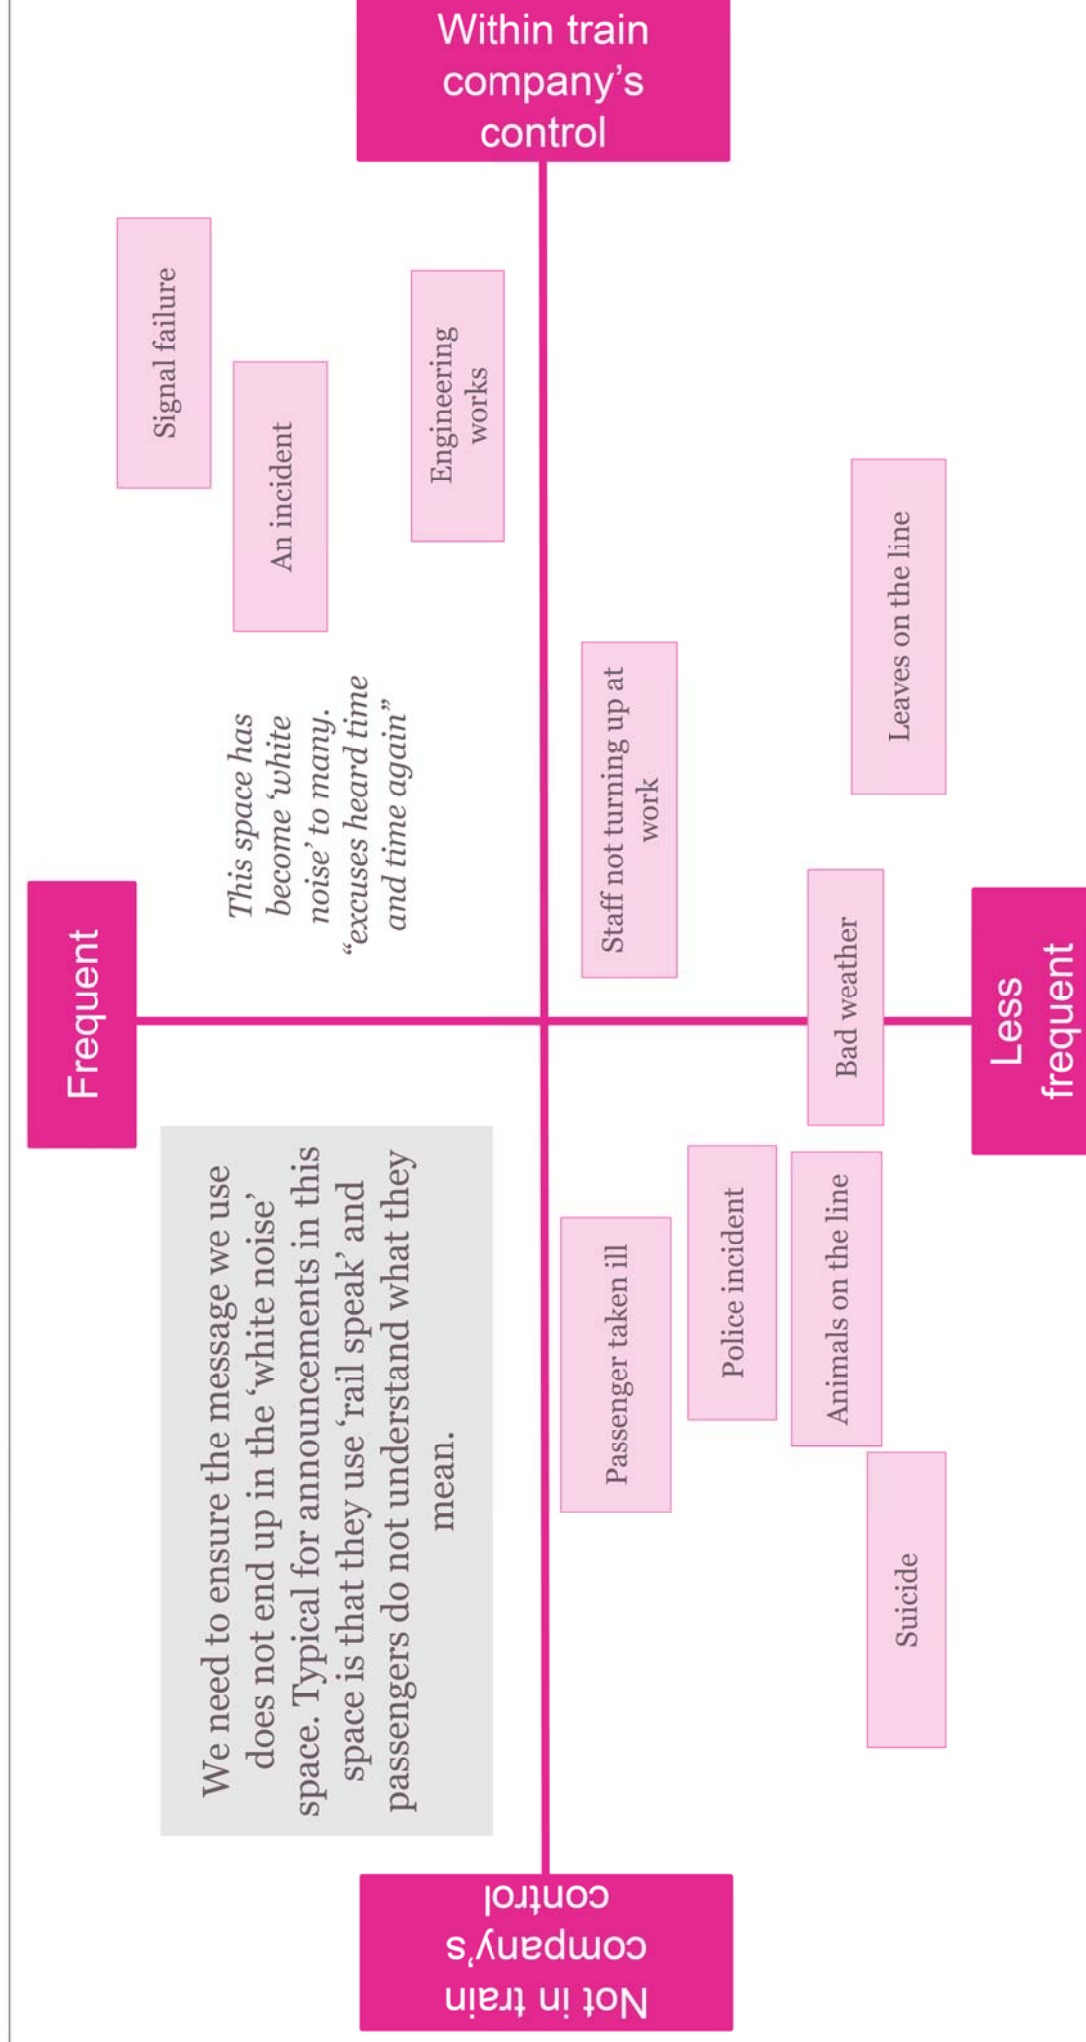 Frequent
We need to ensure the message we use
does not end up in the ‘white noise’
space. Typical for announcements in this
space is that they use ‘rail speak’ and
passengers do not understand what they
mean.
This space has
become ‘white
noise’ to many.
“excuses heard time
and time again”
Signal failure
An incident
Engineering
works
Not in train
company’s
control
Within train
company’s
control
Passenger taken ill
Police incident
Animals on the line
Suicide
Bad weather
Staff not turning up at
work
Leaves on the line
Less
frequent